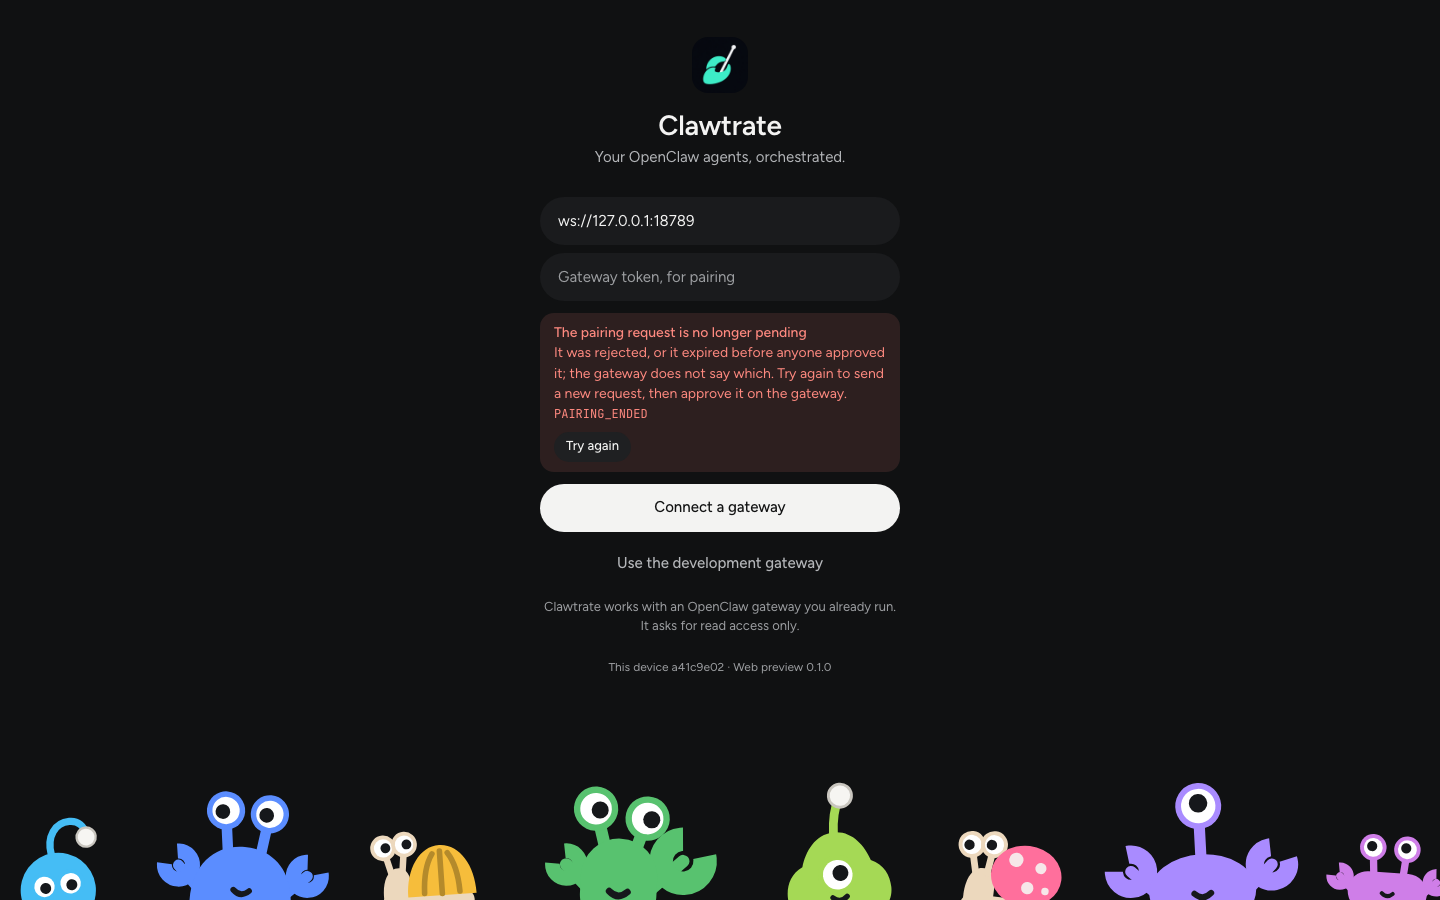 Clawtrate
Your OpenClaw agents, orchestrated.
ws://127.0.0.1:18789
Gateway token, for pairing
The pairing request is no longer pending
It was rejected, or it expired before anyone approved
it; the gateway does not say which. Try again to send
a new request, then approve it on the gateway.
PAIRING_ENDED
Try again
Connect a gateway
Use the development gateway
Clawtrate works with an OpenClaw gateway you already run.
It asks for read access only.
This device a41c9e02 · Web preview 0.1.0